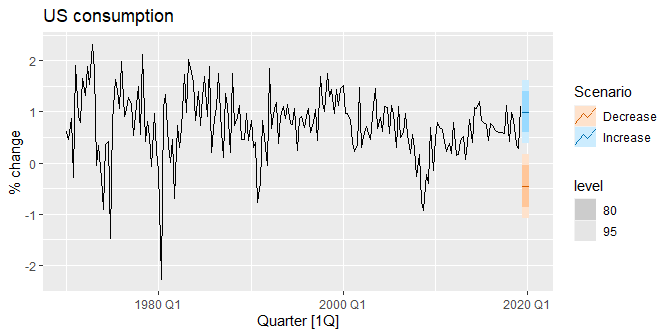 US consumption
% change
2
1
0
-1
-2
1980 Q1
2000 Q1
2020 Q1
Quarter [1Q]
Scenario
Decrease
Increase
level
80
95